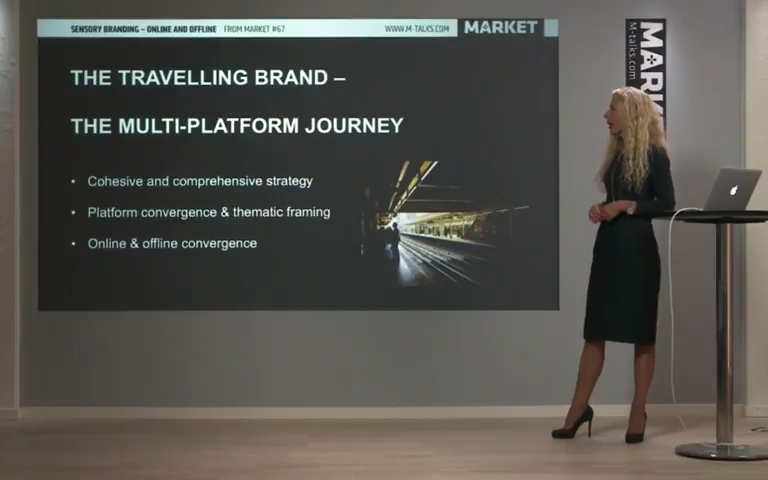 SENSORY BRANDING – ONLINE AND OFFLINE FROM MARKET #67 WWW.M-TALKS.COM MARKET
THE TRAVELLING BRAND –
THE MULTI-PLATFORM JOURNEY
• Cohesive and comprehensive strategy
• Platform convergence & thematic framing
• Online & offline convergence
MARK
M-talks.com